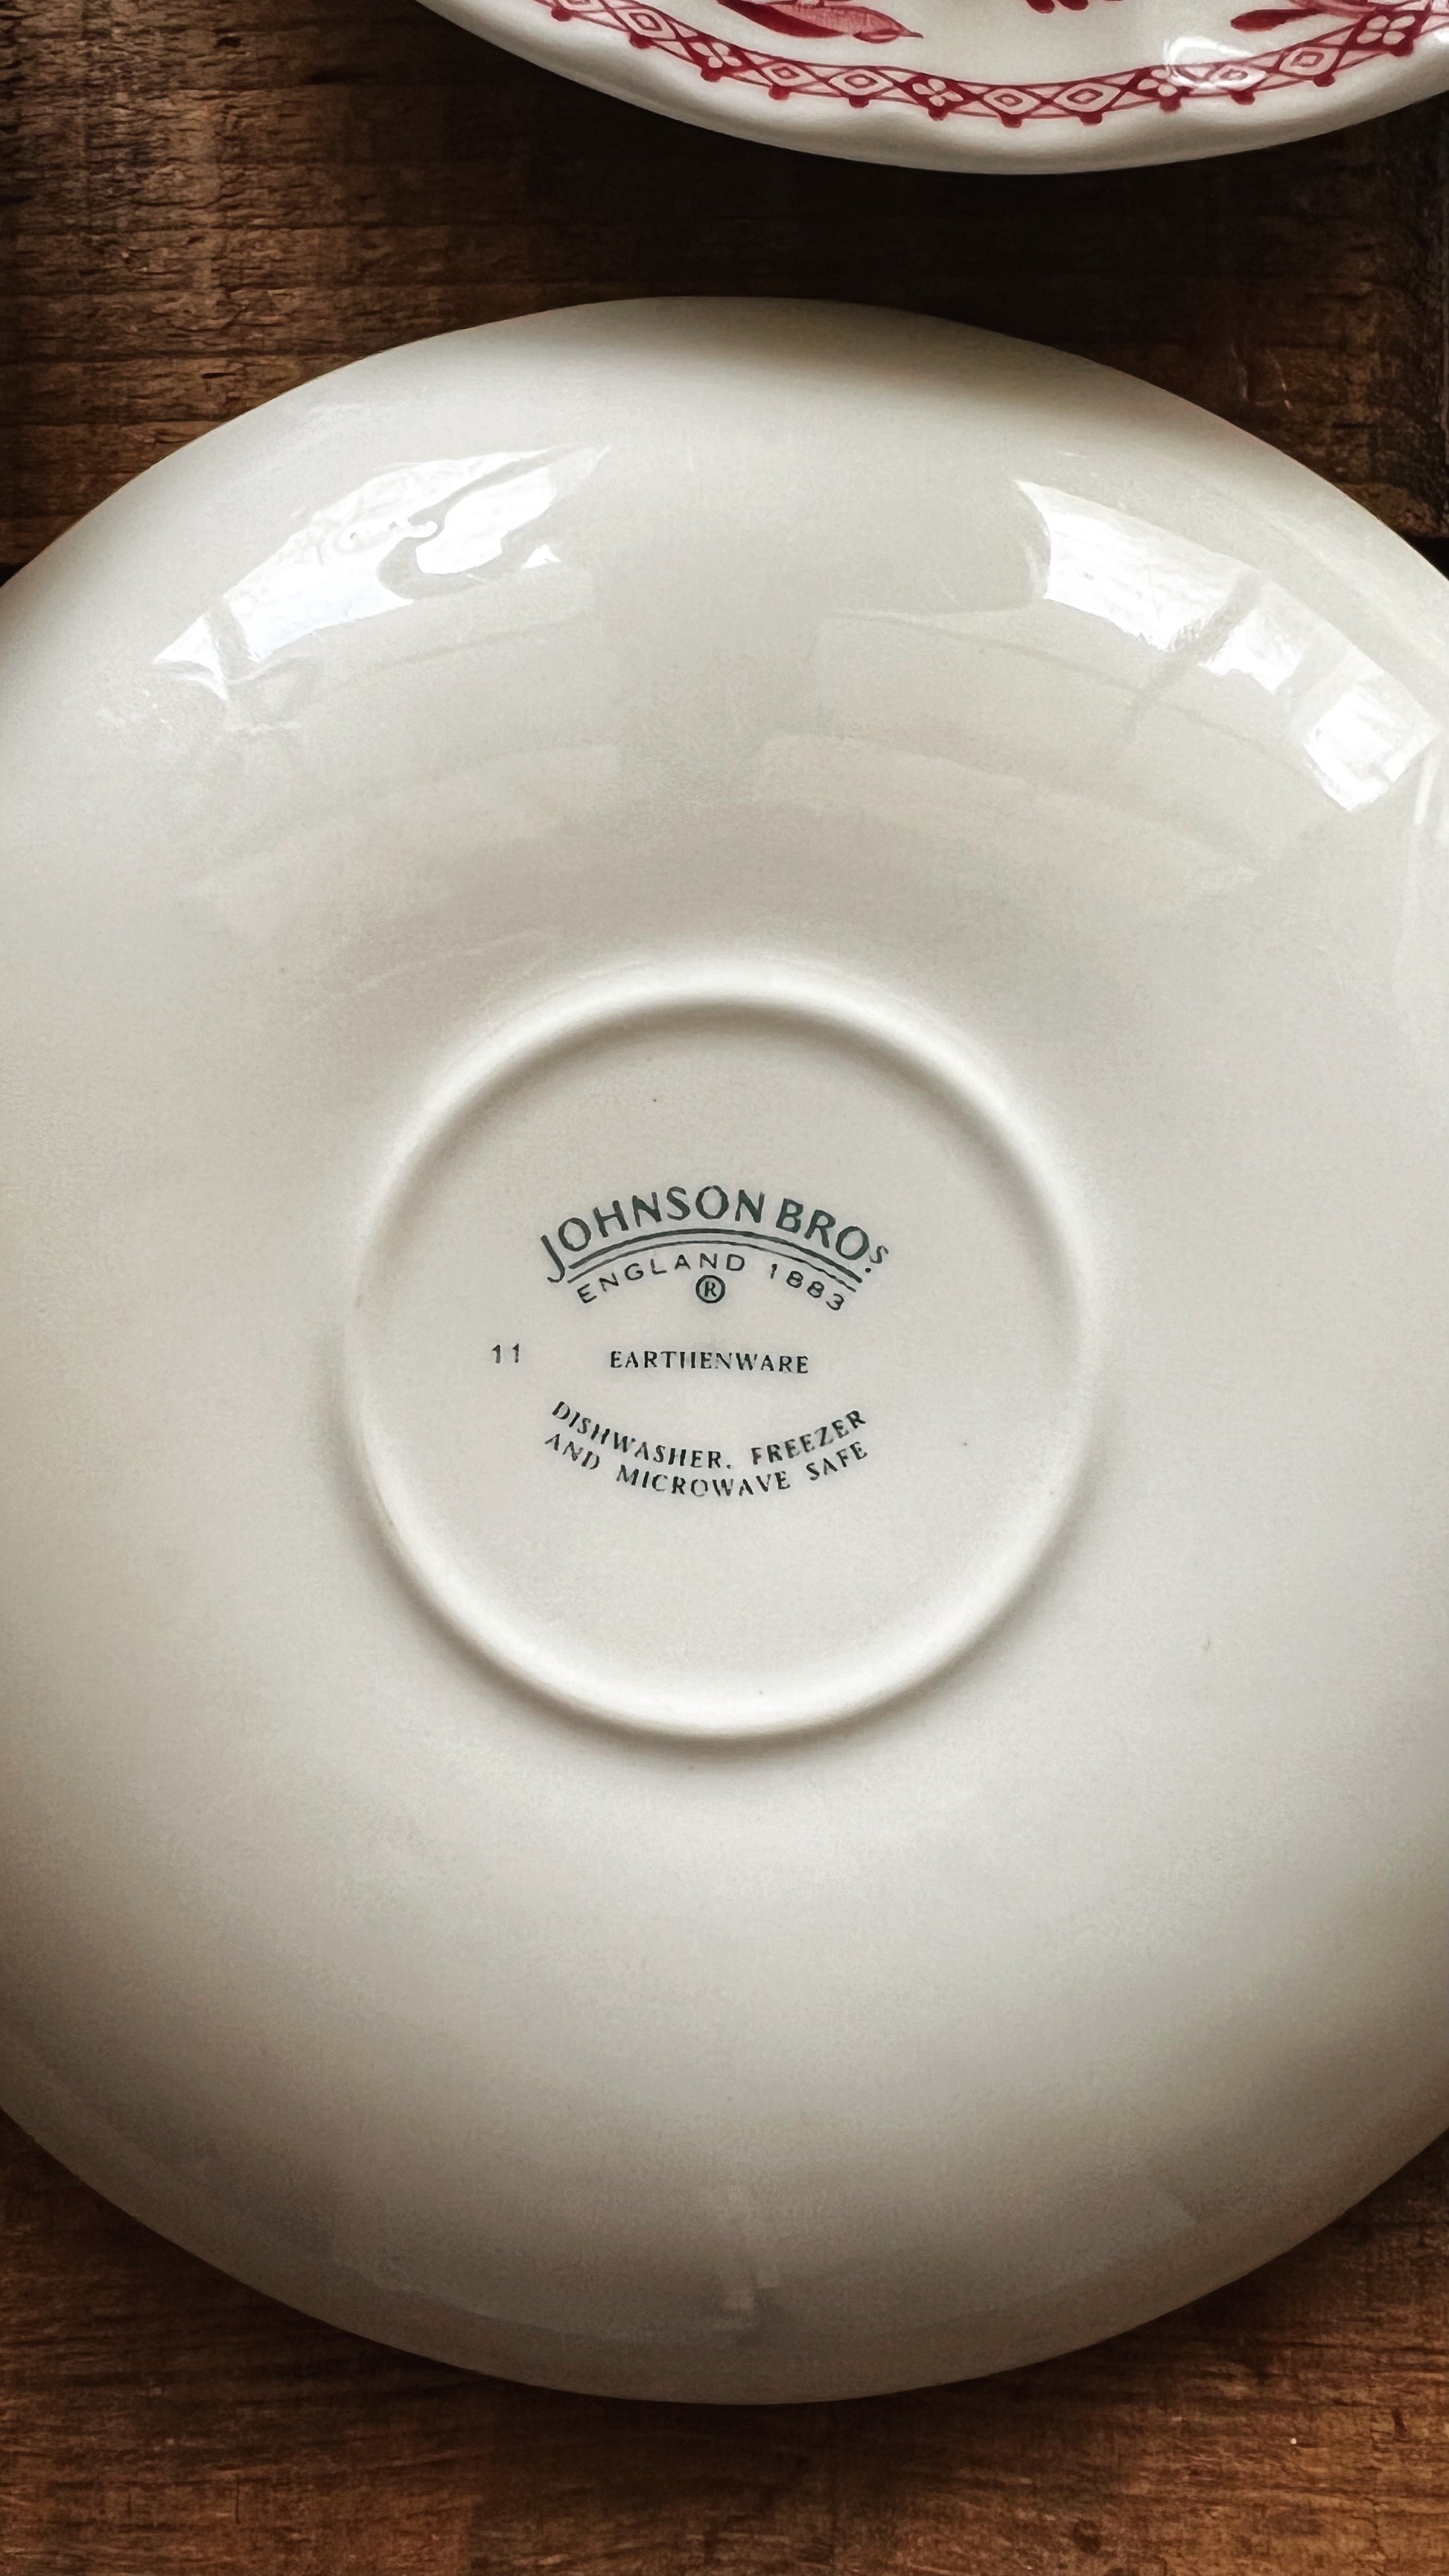 JOHNSON BROS.
ENGLAND 1883
®
11 EARTHENWARE
DISHWASHER, FREEZER
AND MICROWAVE SAFE